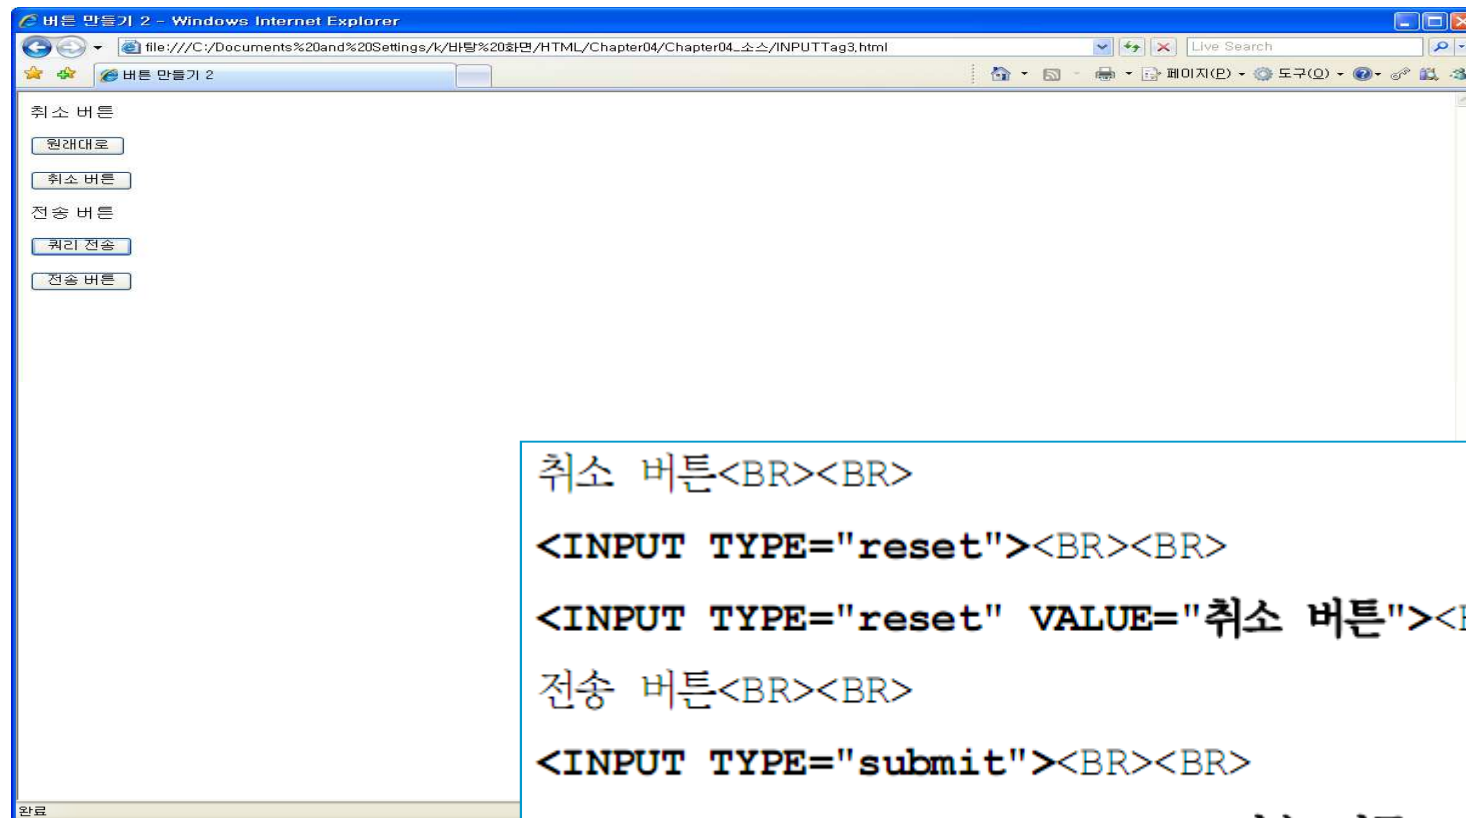 버튼 만들기 2 - Windows Internet Explorer
file:///C:/Documents%20and%20Settings/k/바탕%20화면/HTML/Chapter04/Chapter04_소스/INPUTTag3.html
Live Search
버튼 만들기 2
페이지(P)
도구(O)
취소 버튼
원래대로
취소 버튼
전송 버튼
쿼리 전송
전송 버튼
취소 버튼<BR><BR>
<INPUT TYPE="reset"><BR><BR>
<INPUT TYPE="reset" VALUE="취소 버튼"><
전송 버튼<BR><BR>
<INPUT TYPE="submit"><BR><BR>
완료